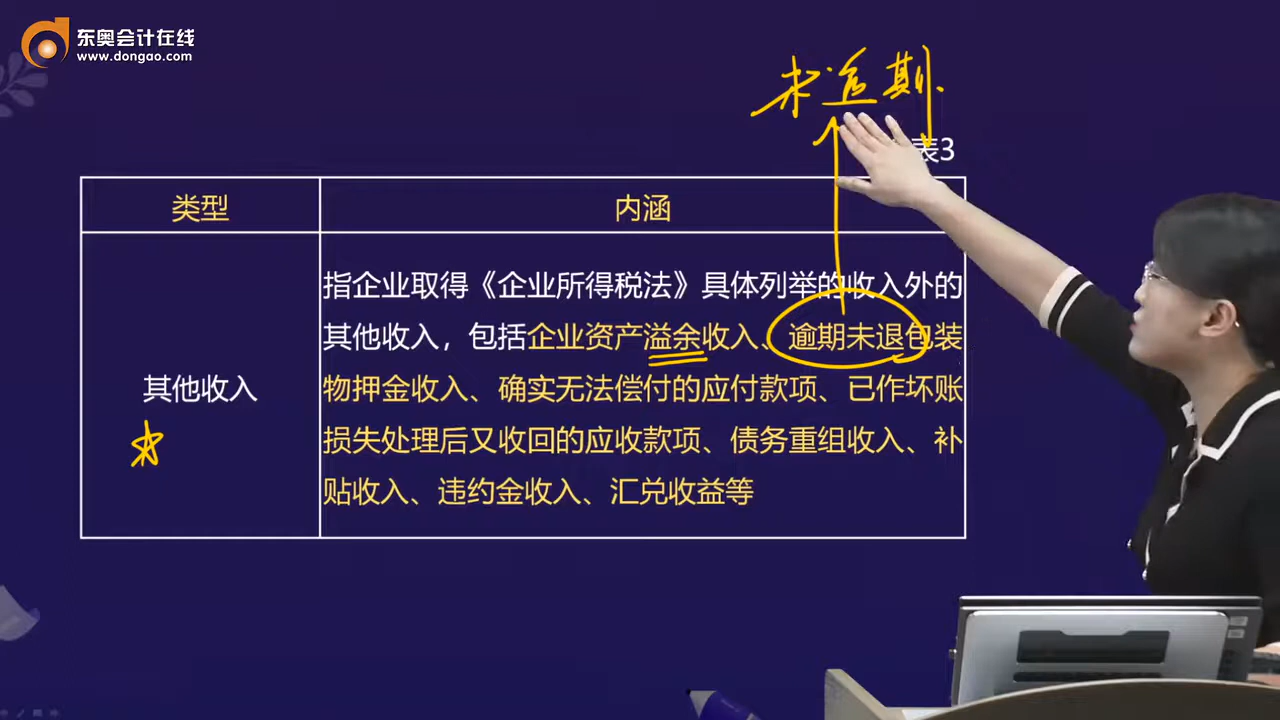 东奥会计在线
www.dongao.com
未逾期
表3
类型
内涵
指企业取得《企业所得税法》具体列举的收入外的
其他收入，包括企业资产溢余收入、逾期未退包装
其他收入
物押金收入、确实无法偿付的应付款项、已作坏账
损失处理后又收回的应收款项、债务重组收入、补
贴收入、违约金收入、汇兑收益等